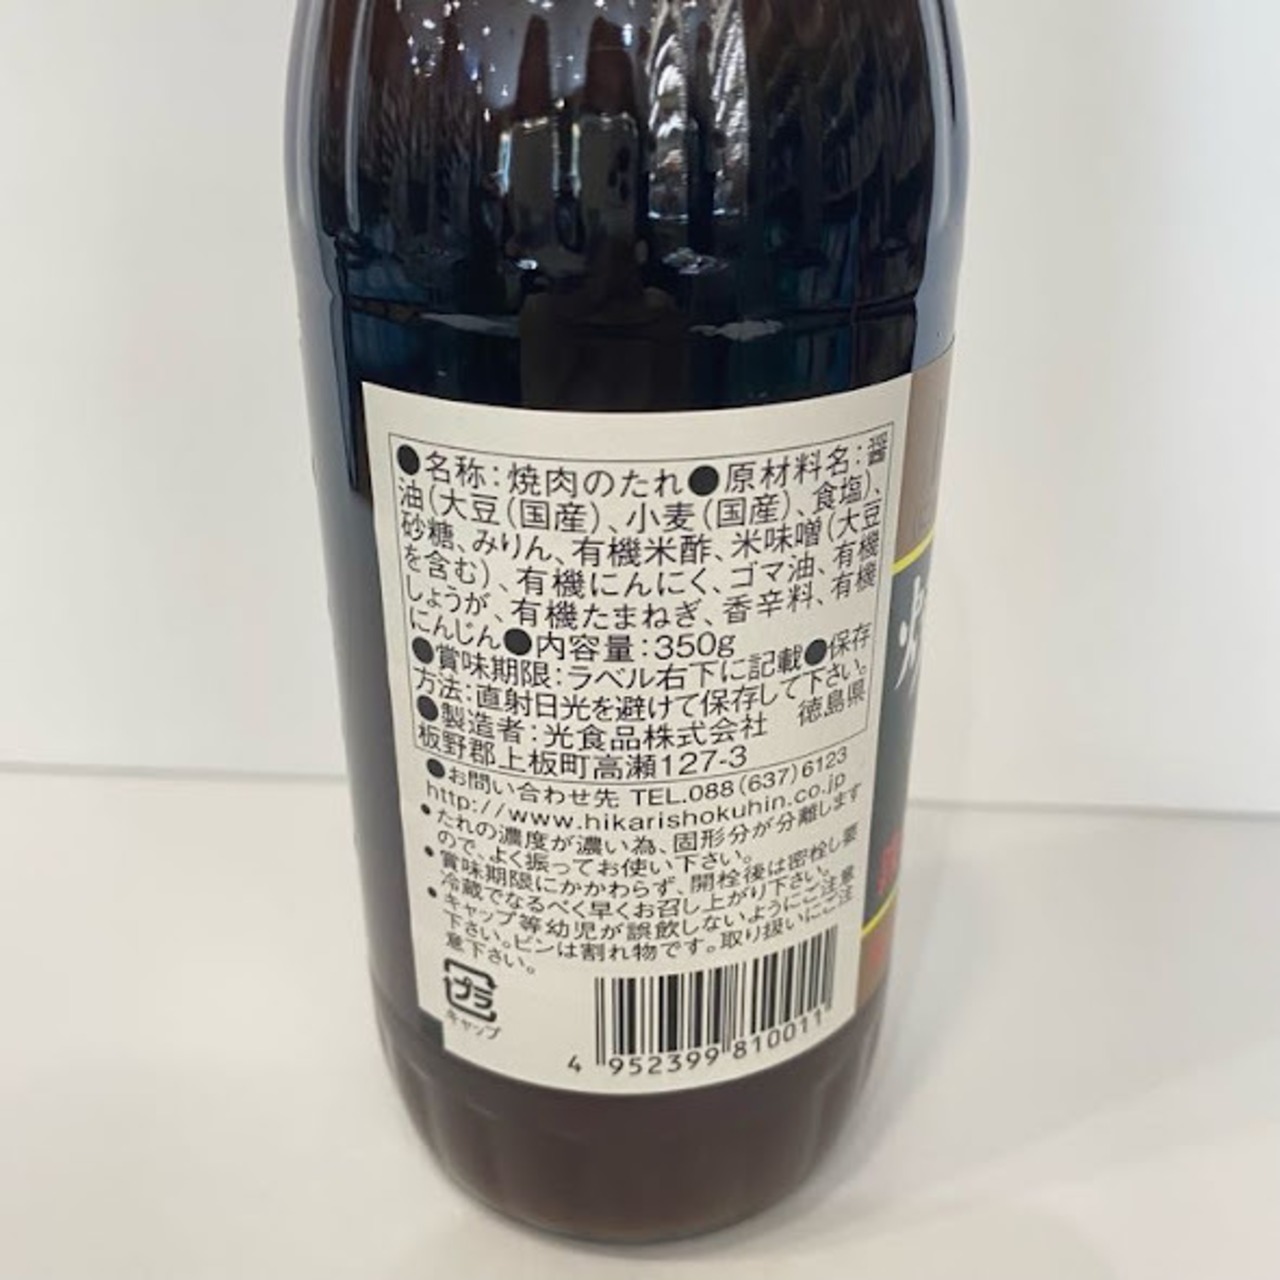 ●名称：焼肉のたれ●原材料名：醤
油（大豆（国産）、小麦（国産）、食塩）、
砂糖、みりん、有機米酢、米味噌（大豆
を含む）、有機にんにく、ゴマ油、有機
しょうが、有機たまねぎ、香辛料、有機
にんじん●内容量：350g
●賞味期限：ラベル右下に記載●保存
方法：直射日光を避けて保存して下さい。
●製造者：光食品株式会社　徳島県
板野郡上板町高瀬127-3
●お問い合わせ先 TEL.088(637)6123
http://www.hikarishokuhin.co.jp
・たれの濃度が濃い為、固形分が分離します
ので、よく振ってお使い下さい。
・賞味期限にかかわらず、開栓後は密栓し要
冷蔵でなるべく早くお召し上がり下さい。
・キャップ等幼児が誤飲しないようにご注意
下さい。ビンは割れ物です。取り扱いにご注
意下さい。
プラ
キャップ
4 952399 810011